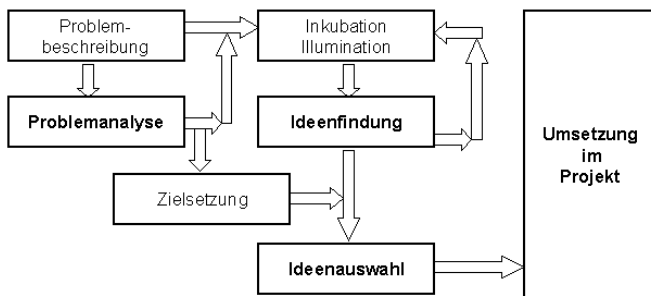 Problem-
beschreibung
Inkubation
Illumination
Problemanalyse
Ideenfindung
Umsetzung
im
Projekt
Zielsetzung
Ideenauswahl